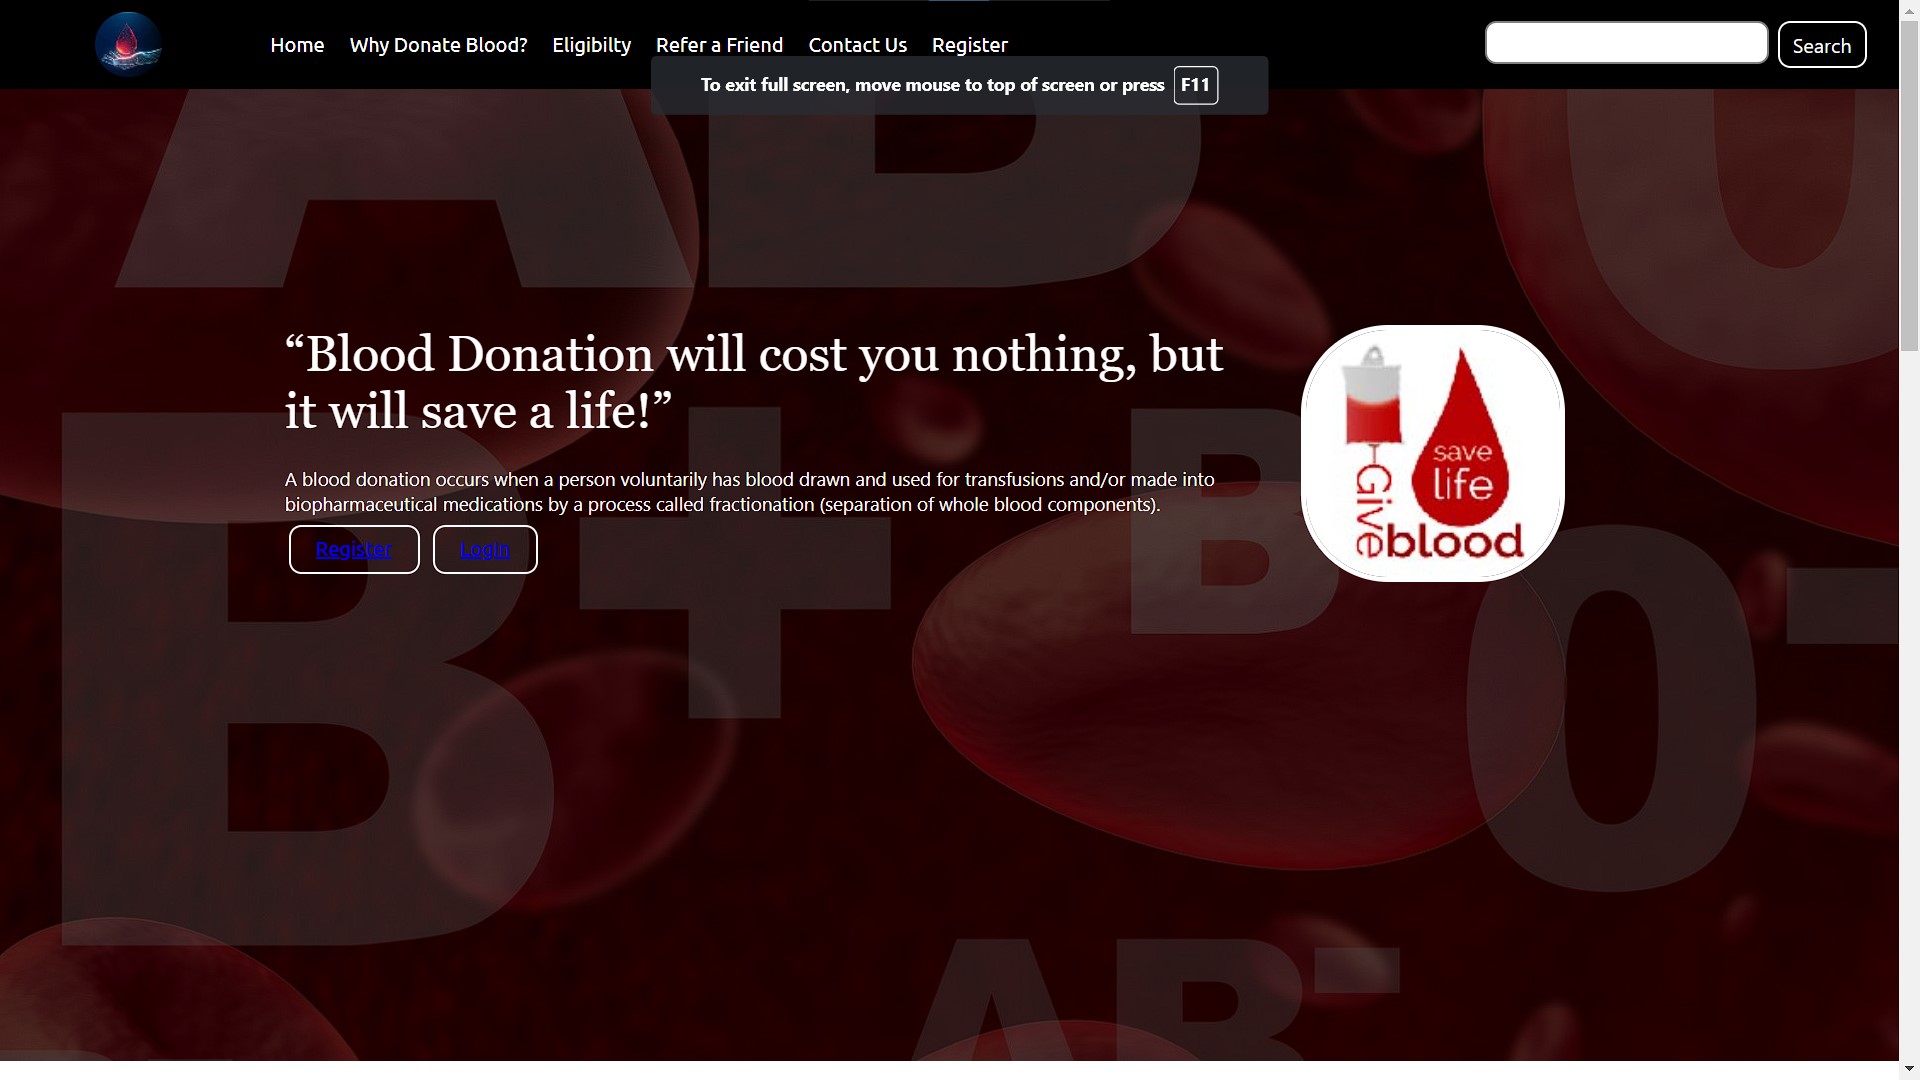 Home Why Donate Blood? Eligibilty Refer a Friend Contact Us Register Search
To exit full screen, move mouse to top of screen or press F11
AB
0
“Blood Donation will cost you nothing, but
it will save a life!”
A blood donation occurs when a person voluntarily has blood drawn and used for transfusions and/or made into
biopharmaceutical medications by a process called fractionation (separation of whole blood components).
Register Login
save
life
Give
blood
B+
B
0-
AB-